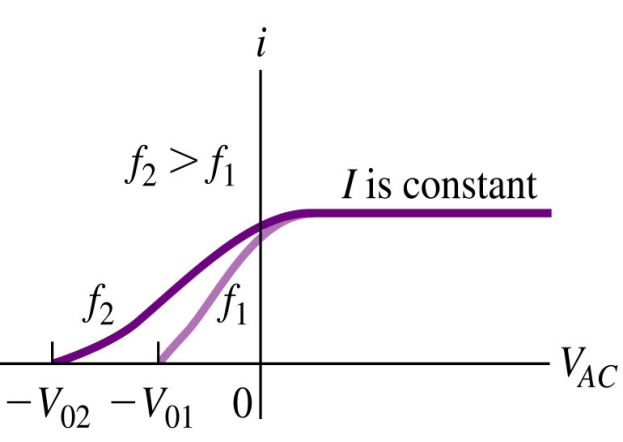 i
f₂ > f₁
I is constant
f₂
f₁
V_AC
−V₀₂ −V₀₁ 0